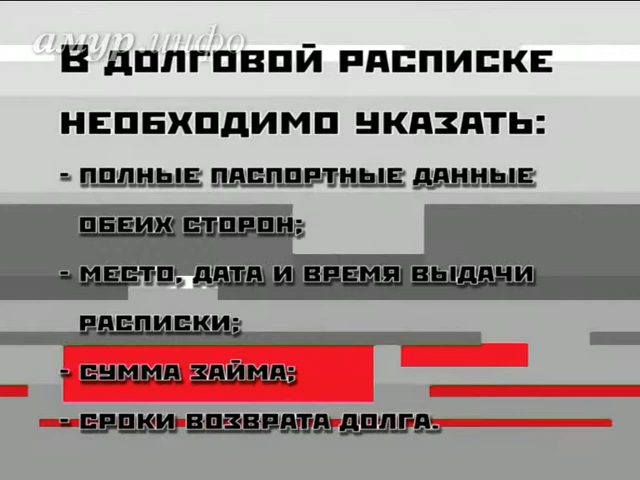 амур.инфо
В ДОЛГОВОЙ РАСПИСКЕ
НЕОБХОДИМО УКАЗАТЬ:
- ПОЛНЫЕ ПАСПОРТНЫЕ ДАННЫЕ
ОБЕИХ СТОРОН;
- МЕСТО, ДАТА И ВРЕМЯ ВЫДАЧИ
РАСПИСКИ;
- СУММА ЗАЙМА;
- СРОКИ ВОЗВРАТА ДОЛГА.